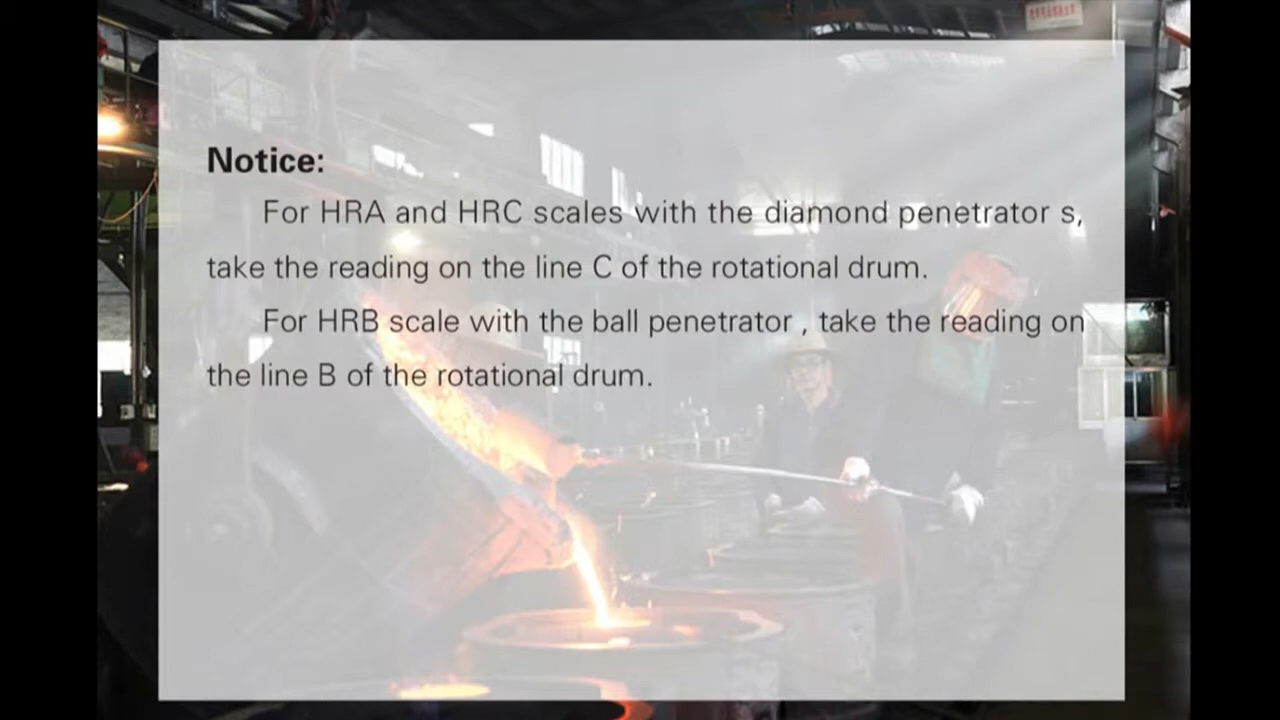 Notice:
For HRA and HRC scales with the diamond penetrator s,
take the reading on the line C of the rotational drum.
For HRB scale with the ball penetrator , take the reading on
the line B of the rotational drum.